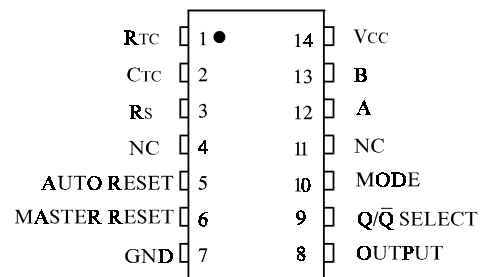 RTC 1 14 VCC
CTC 2 13 B
RS 3 12 A
NC 4 11 NC
AUTO RESET 5 10 MODE
MASTER RESET 6 9 Q/Q̅ SELECT
GND 7 8 OUTPUT